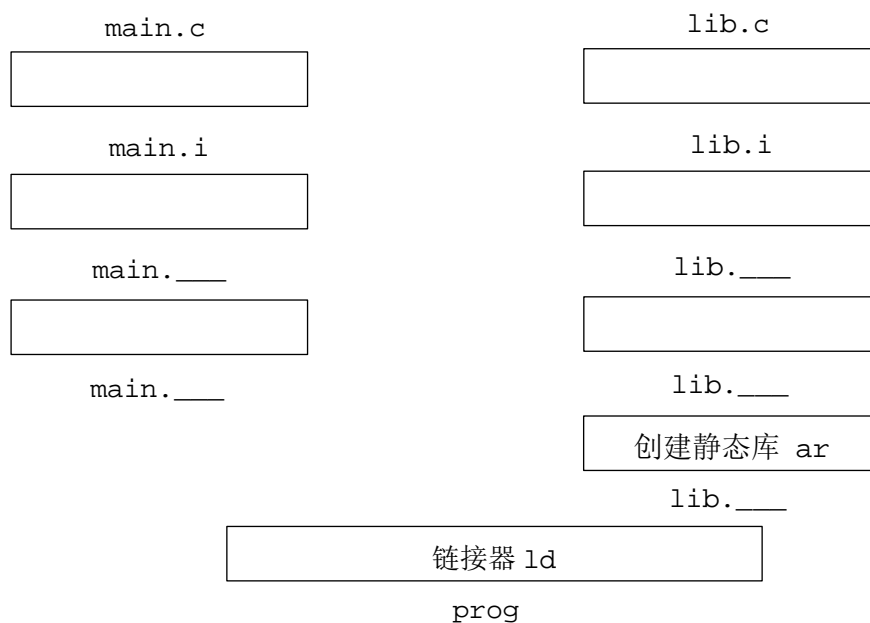 main.c
lib.c
main.i
lib.i
main.___
lib.___
main.___
lib.___
创建静态库 ar
lib.___
链接器 ld
prog